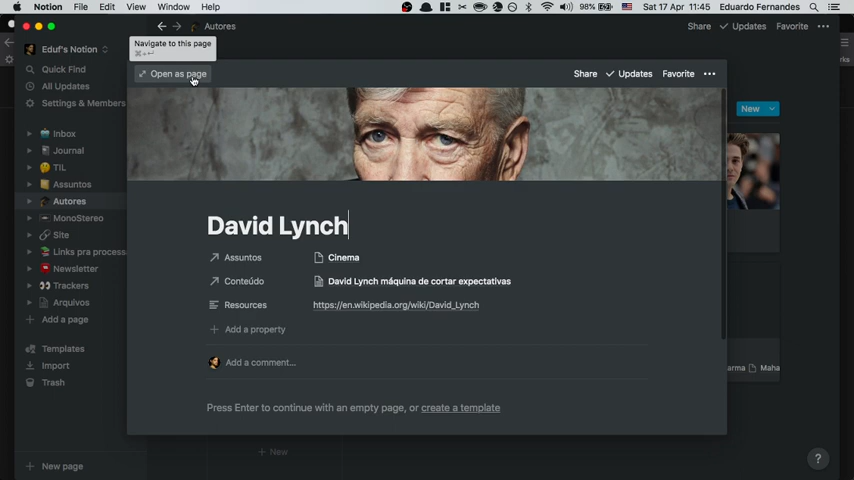 Notion File Edit View Window Help 98% Sat 17 Apr 11:45 Eduardo Fernandes
Autores Share Updates Favorite
Navigate to this page
⌘+↩
Eduf's Notion
Quick Find
All Updates
Settings & Members
Inbox
Journal
TIL
Assuntos
Autores
MonoStereo
Site
Links pra process
Newsletter
Trackers
Arquivos
Add a page
Templates
Import
Trash
New page
Open as page Share Updates Favorite
David Lynch
Assuntos Cinema
Conteúdo David Lynch máquina de cortar expectativas
Resources https://en.wikipedia.org/wiki/David_Lynch
Add a property
Add a comment...
Press Enter to continue with an empty page, or create a template
New
arma Maha
New
?
rks